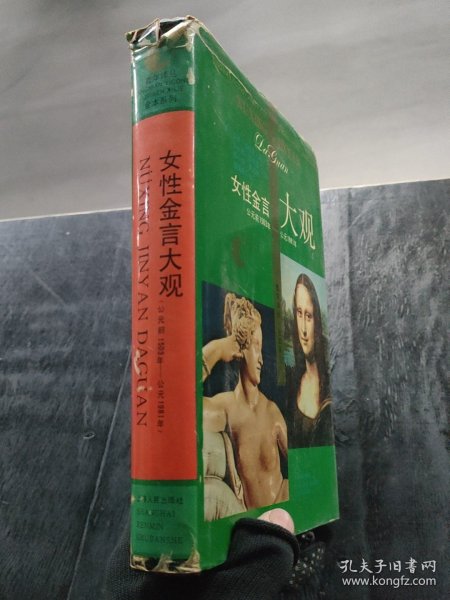 女性金言大观
NUXING JINYAN DAGUAN
(公元前1503年——公元1981年)
上海人民出版社
SHANGHAI
RENMIN
CHUBANSHE
DaGuan
女性金言
大观
孔夫子旧书网
www.kongfz.com